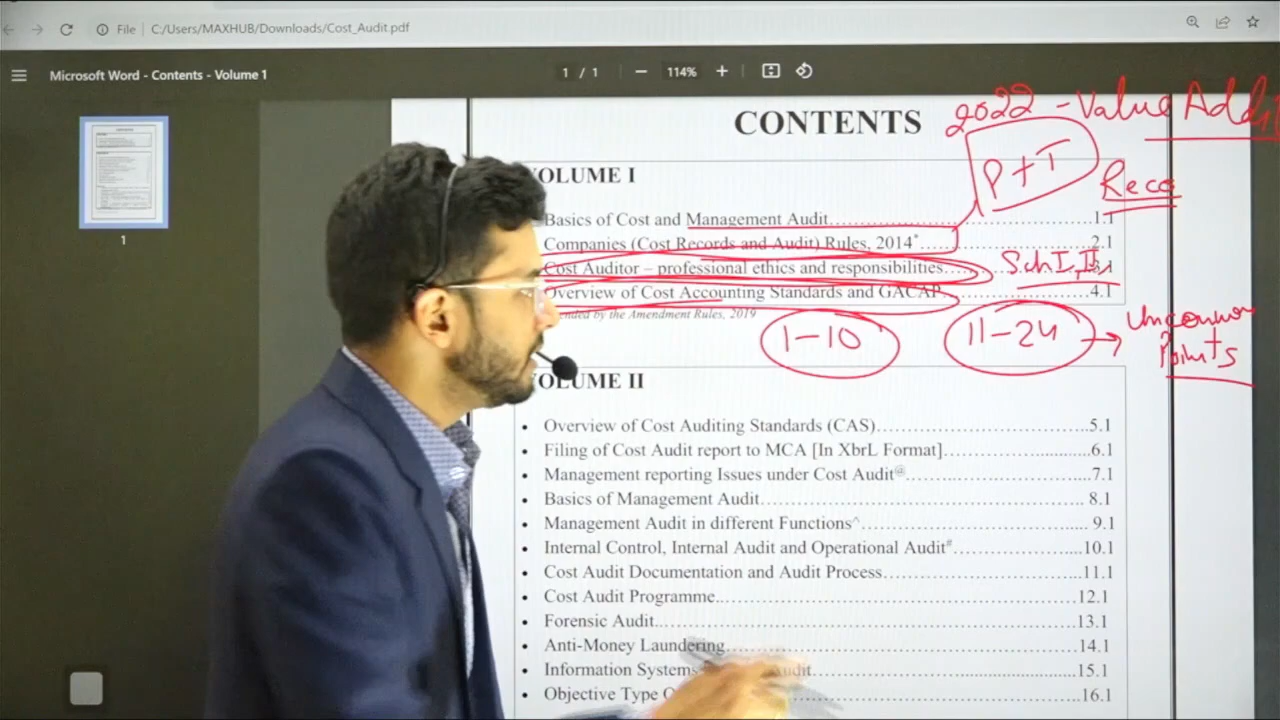 File C:/Users/MAXHUB/Downloads/Cost_Audit.pdf
Microsoft Word - Contents - Volume 1
1 / 1
114%
1
CONTENTS
2022 - Value Addi
P + T
Reco
OLUME I
Basics of Cost and Management Audit 1.1
Companies (Cost Records and Audit) Rules, 2014* 2.1
Cost Auditor – professional ethics and responsibilities
Sch I, II
Overview of Cost Accounting Standards and GACAP 4.1
ended by the Amendment Rules, 2019
1-10
11-24
Uncommon
Points
OLUME II
• Overview of Cost Auditing Standards (CAS) 5.1
• Filing of Cost Audit report to MCA [In XbrL Format] 6.1
• Management reporting Issues under Cost Audit@ 7.1
• Basics of Management Audit 8.1
• Management Audit in different Functions^ 9.1
• Internal Control, Internal Audit and Operational Audit# 10.1
• Cost Audit Documentation and Audit Process 11.1
• Cost Audit Programme 12.1
• Forensic Audit 13.1
• Anti-Money Laundering 14.1
• Information Systems Audit 15.1
• Objective Type 16.1